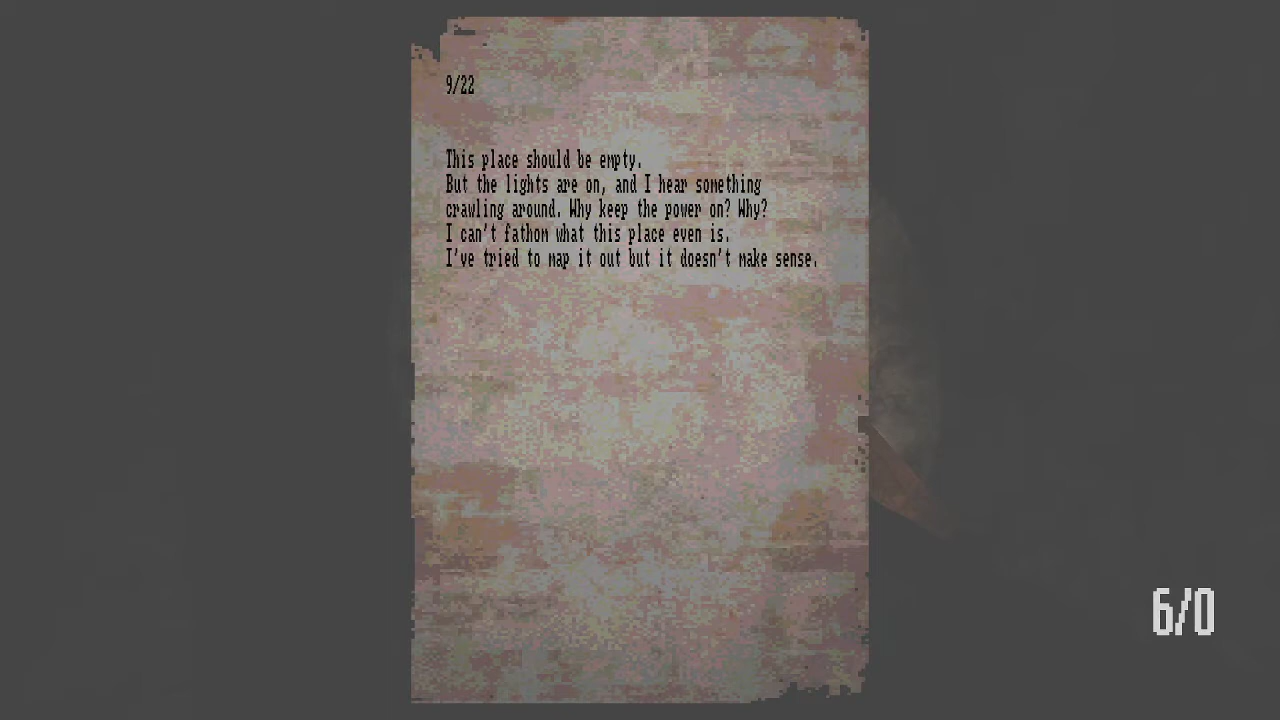 9/22
This place should be empty.
But the lights are on, and I hear something
crawling around. Why keep the power on? Why?
I can't fathom what this place even is.
I've tried to map it out but it doesn't make sense.
6/0